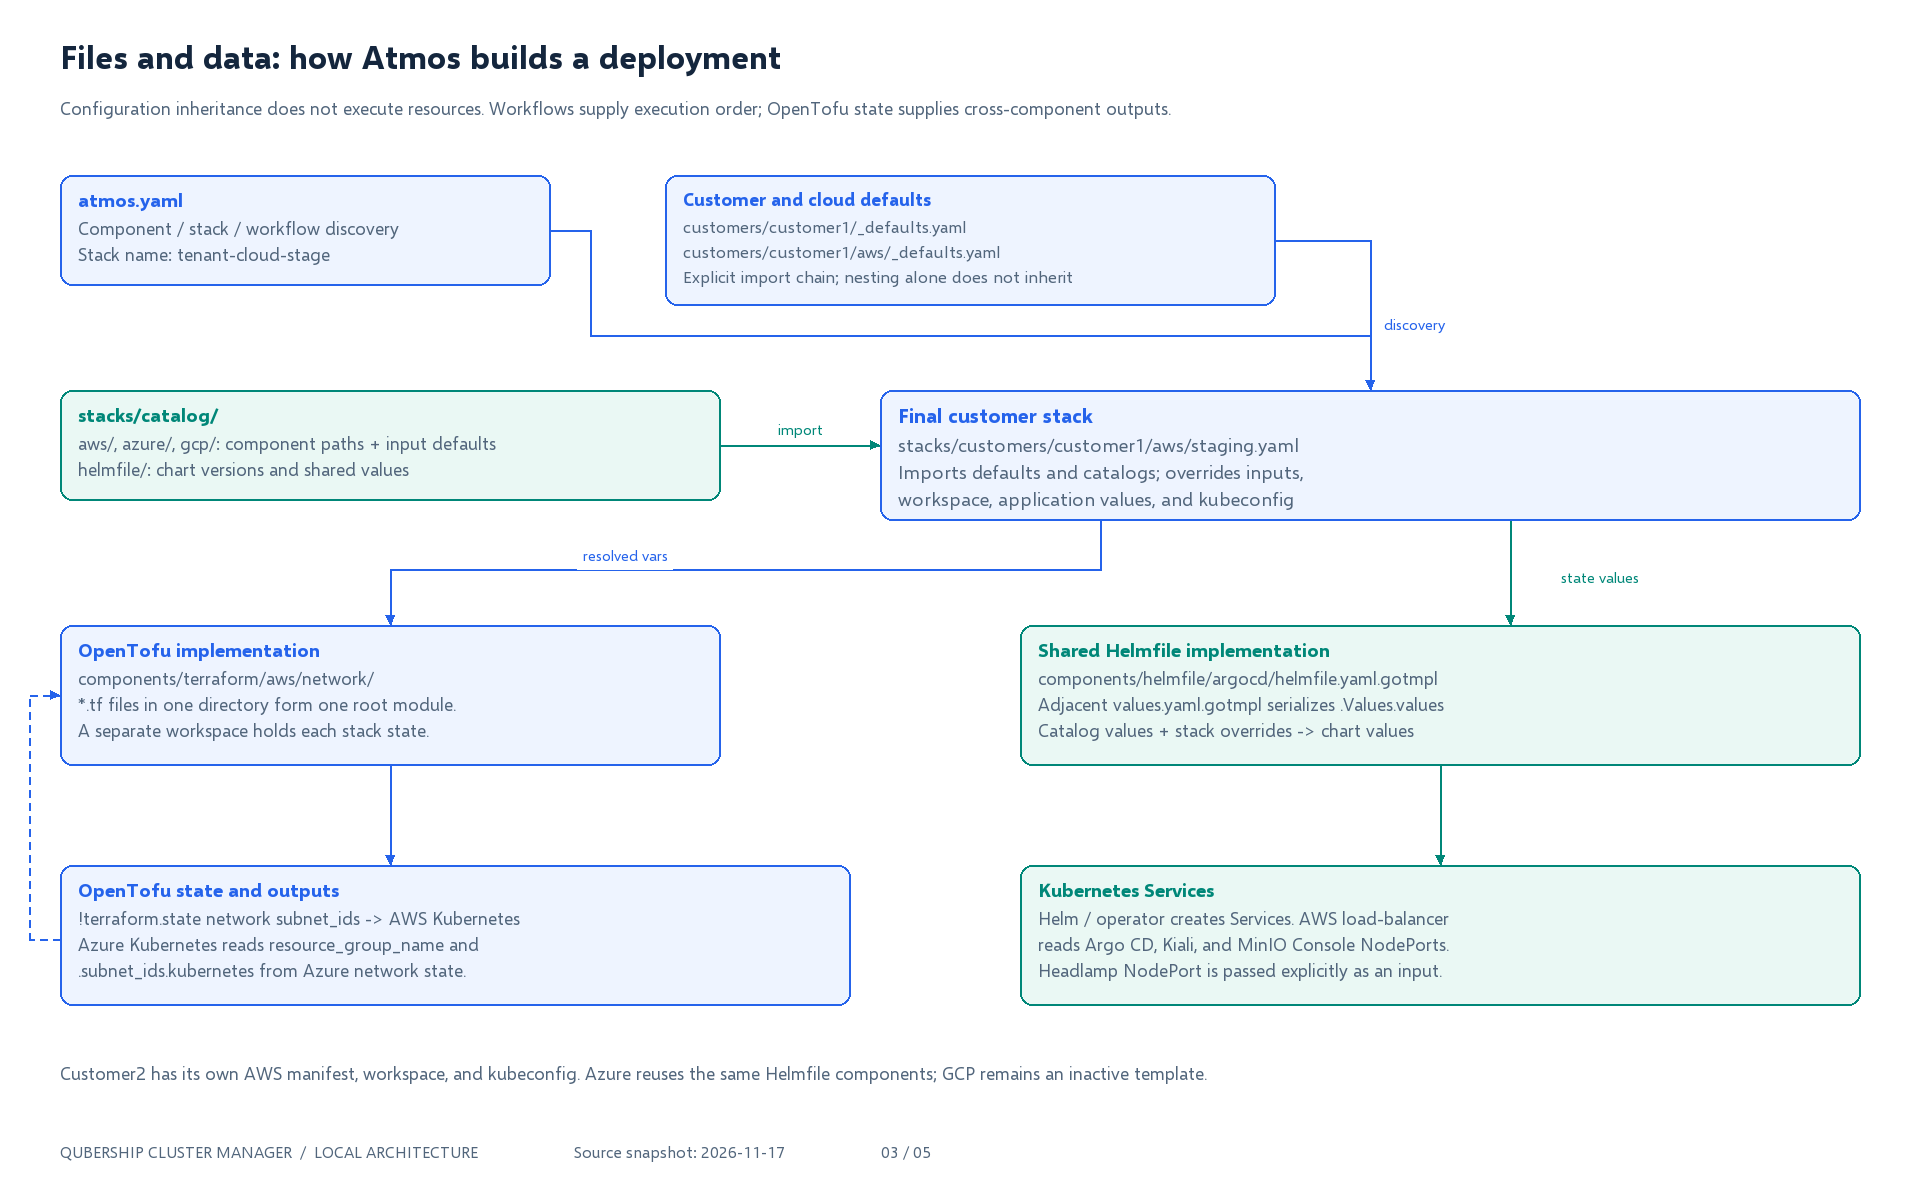 Files and data: how Atmos builds a deployment
Configuration inheritance does not execute resources. Workflows supply execution order; OpenTofu state supplies cross-component outputs.
atmos.yaml
Component / stack / workflow discovery
Stack name: tenant-cloud-stage
Customer and cloud defaults
customers/customer1/_defaults.yaml
customers/customer1/aws/_defaults.yaml
Explicit import chain; nesting alone does not inherit
discovery
stacks/catalog/
aws/, azure/, gcp/: component paths + input defaults
helmfile/: chart versions and shared values
import
Final customer stack
stacks/customers/customer1/aws/staging.yaml
Imports defaults and catalogs; overrides inputs,
workspace, application values, and kubeconfig
resolved vars
state values
OpenTofu implementation
components/terraform/aws/network/
*.tf files in one directory form one root module.
A separate workspace holds each stack state.
Shared Helmfile implementation
components/helmfile/argocd/helmfile.yaml.gotmpl
Adjacent values.yaml.gotmpl serializes .Values.values
Catalog values + stack overrides -> chart values
OpenTofu state and outputs
!terraform.state network subnet_ids -> AWS Kubernetes
Azure Kubernetes reads resource_group_name and
.subnet_ids.kubernetes from Azure network state.
Kubernetes Services
Helm / operator creates Services. AWS load-balancer
reads Argo CD, Kiali, and MinIO Console NodePorts.
Headlamp NodePort is passed explicitly as an input.
Customer2 has its own AWS manifest, workspace, and kubeconfig. Azure reuses the same Helmfile components; GCP remains an inactive template.
QUBERSHIP CLUSTER MANAGER / LOCAL ARCHITECTURE
Source snapshot: 2026-11-17
03 / 05